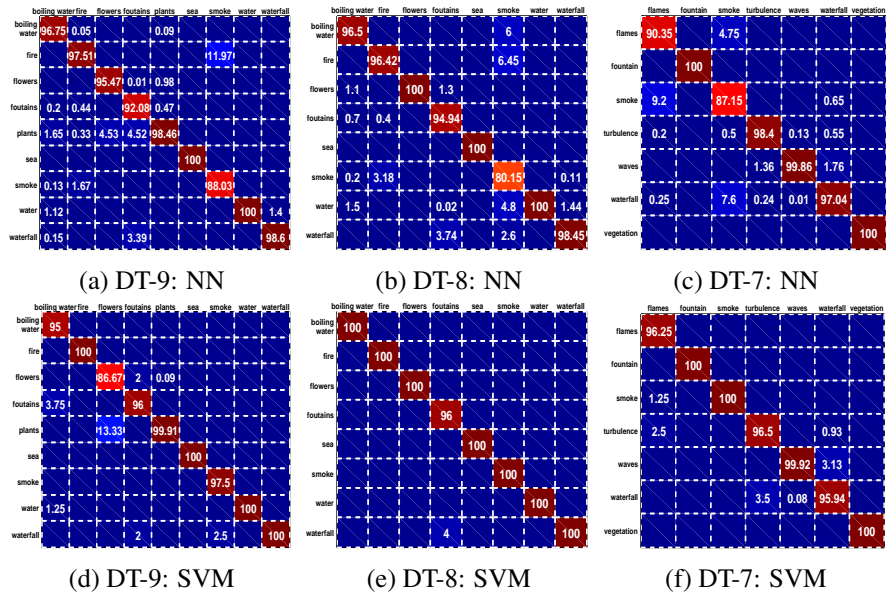 boiling water fire flowers foutains plants sea smoke water waterfall
boiling water 96.75 0.05 0.09
fire 97.51 11.97
flowers 95.47 0.01 0.98
foutains 0.2 0.44 92.08 0.47
plants 1.65 0.33 4.53 4.52 98.46
sea 100
smoke 0.13 1.67 88.03
water 1.12 100 1.4
waterfall 0.15 3.39 98.6
(a) DT-9: NN
boiling water fire flowers foutains sea smoke water waterfall
boiling water 96.5 6
fire 96.42 6.45
flowers 1.1 100 1.3
foutains 0.7 0.4 94.94
sea 100
smoke 0.2 3.18 80.15 0.11
water 1.5 0.02 4.8 100 1.44
waterfall 3.74 2.6 98.45
(b) DT-8: NN
flames fountain smoke turbulence waves waterfall vegetation
flames 90.35 4.75
fountain 100
smoke 9.2 87.15 0.65
turbulence 0.2 0.5 98.4 0.13 0.55
waves 1.36 99.86 1.76
waterfall 0.25 7.6 0.24 0.01 97.04
vegetation 100
(c) DT-7: NN
boiling water fire flowers foutains plants sea smoke water waterfall
boiling water 95
fire 100
flowers 86.67 2 0.09
foutains 3.75 96
plants 13.33 99.91
sea 100
smoke 97.5
water 1.25 100
waterfall 2 2.5 100
(d) DT-9: SVM
boiling water fire flowers foutains sea smoke water waterfall
boiling water 100
fire 100
flowers 100
foutains 96
sea 100
smoke 100
water 100
waterfall 4 100
(e) DT-8: SVM
flames fountain smoke turbulence waves waterfall vegetation
flames 96.25
fountain 100
smoke 1.25 100
turbulence 2.5 96.5 0.93
waves 99.92 3.13
waterfall 3.5 0.08 95.94
vegetation 100
(f) DT-7: SVM